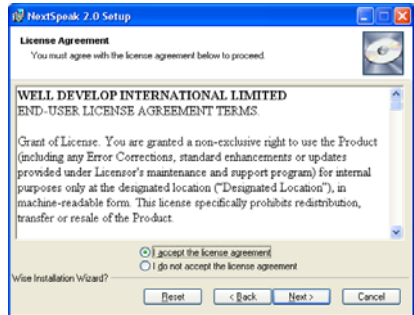 NextSpeak 2.0 Setup
License Agreement
You must agree with the license agreement below to proceed.
WELL DEVELOP INTERNATIONAL LIMITED
END-USER LICENSE AGREEMENT TERMS.
Grant of License. You are granted a non-exclusive right to use the Product
(including any Error Corrections, standard enhancements or updates
provided under Licensor's maintenance and support program) for internal
purposes only at the designated location ("Designated Location"), in
machine-readable form. This license specifically prohibits redistribution,
transfer or resale of the Product.
I accept the license agreement
I do not accept the license agreement
Wise Installation Wizard?
Reset
< Back
Next >
Cancel